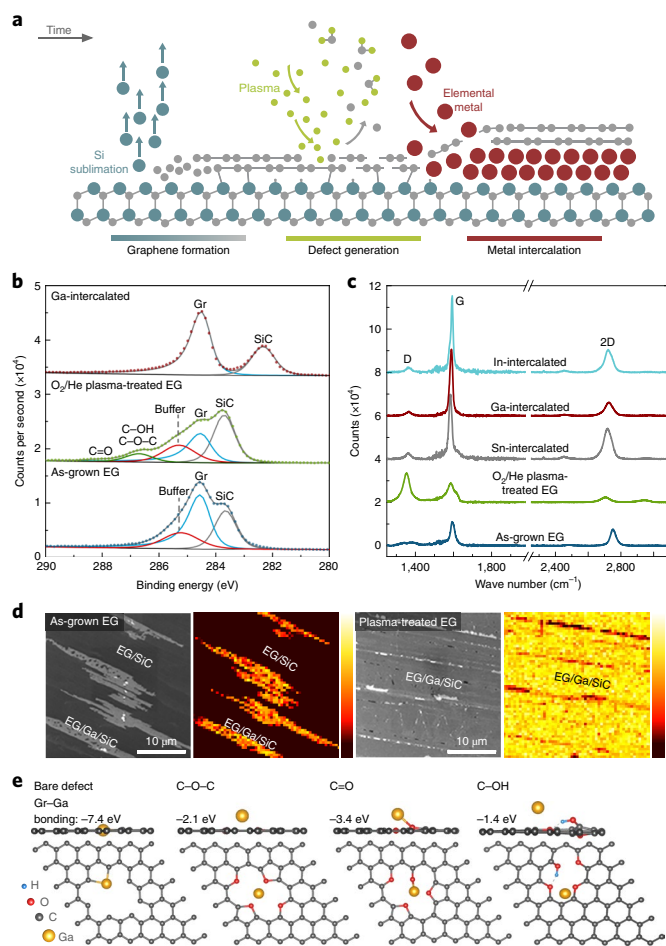 a
Time
Plasma
Elemental
metal
Si
sublimation
Graphene formation
Defect generation
Metal intercalation
b
Counts per second (×10⁴)
5
4
3
2
1
0
Ga-intercalated
Gr
SiC
O₂/He plasma-treated EG
C–OH
C–O–C
C=O
Buffer
Gr
SiC
As-grown EG
Buffer
Gr
SiC
290 288 286 284 282 280
Binding energy (eV)
c
Counts (×10⁴)
12
10
8
6
4
2
0
G
D
2D
In-intercalated
Ga-intercalated
Sn-intercalated
O₂/He plasma-
treated EG
As-grown EG
1,400 1,600 2,800
Wave number (cm⁻¹)
d
As-grown EG
EG/SiC
EG/Ga/SiC
10 μm
EG/SiC
EG/Ga/SiC
Plasma-treated EG
EG/Ga/SiC
10 μm
EG/Ga/SiC
e
Bare defect
Gr–Ga
bonding: –7.4 eV
C–O–C
–2.1 eV
C=O
–3.4 eV
C–OH
–1.4 eV
H
O
C
Ga